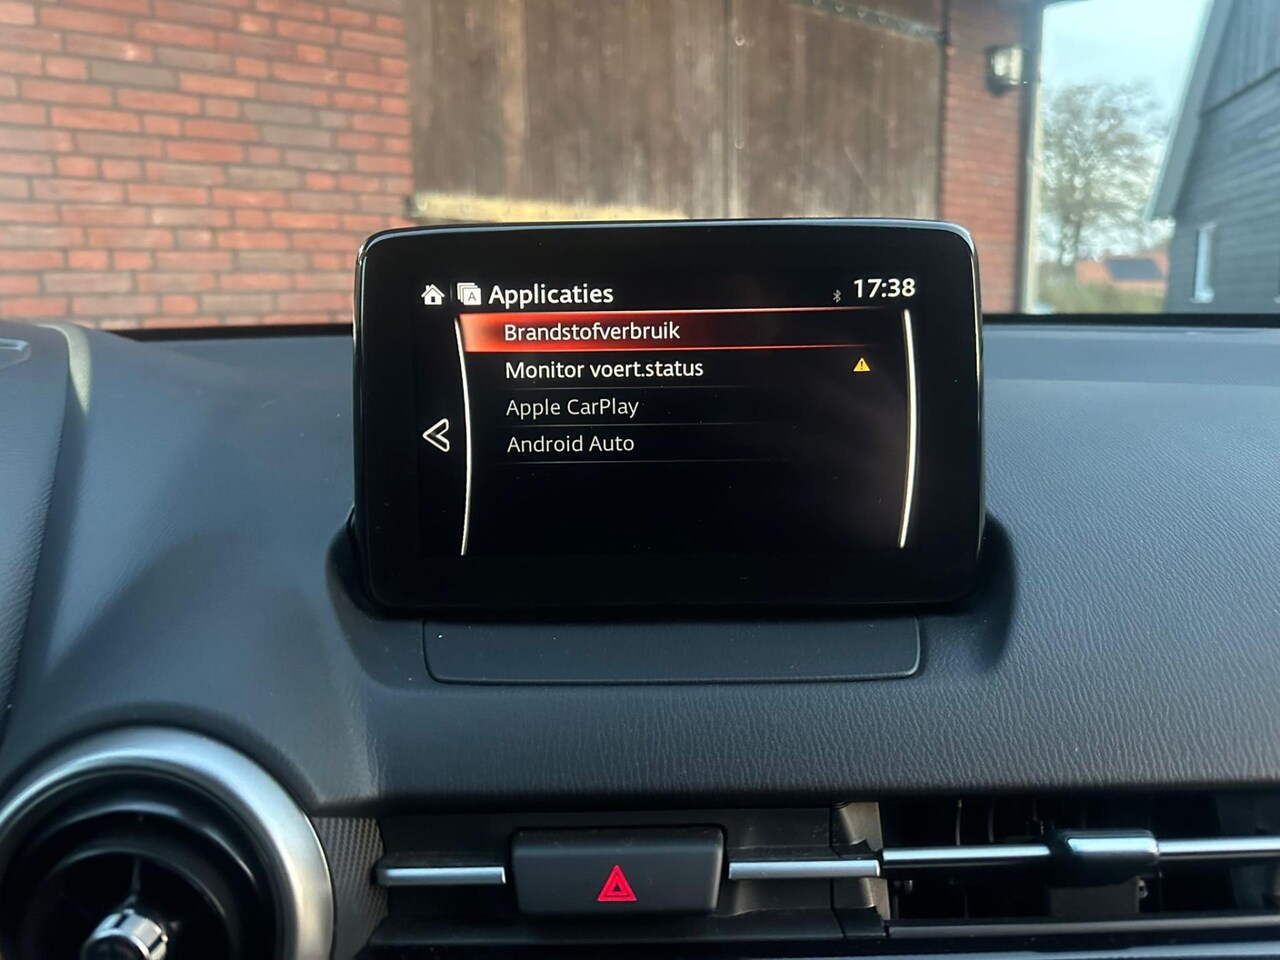 Applicaties 17:38
Brandstofverbruik
Monitor voert.status
Apple CarPlay
Android Auto